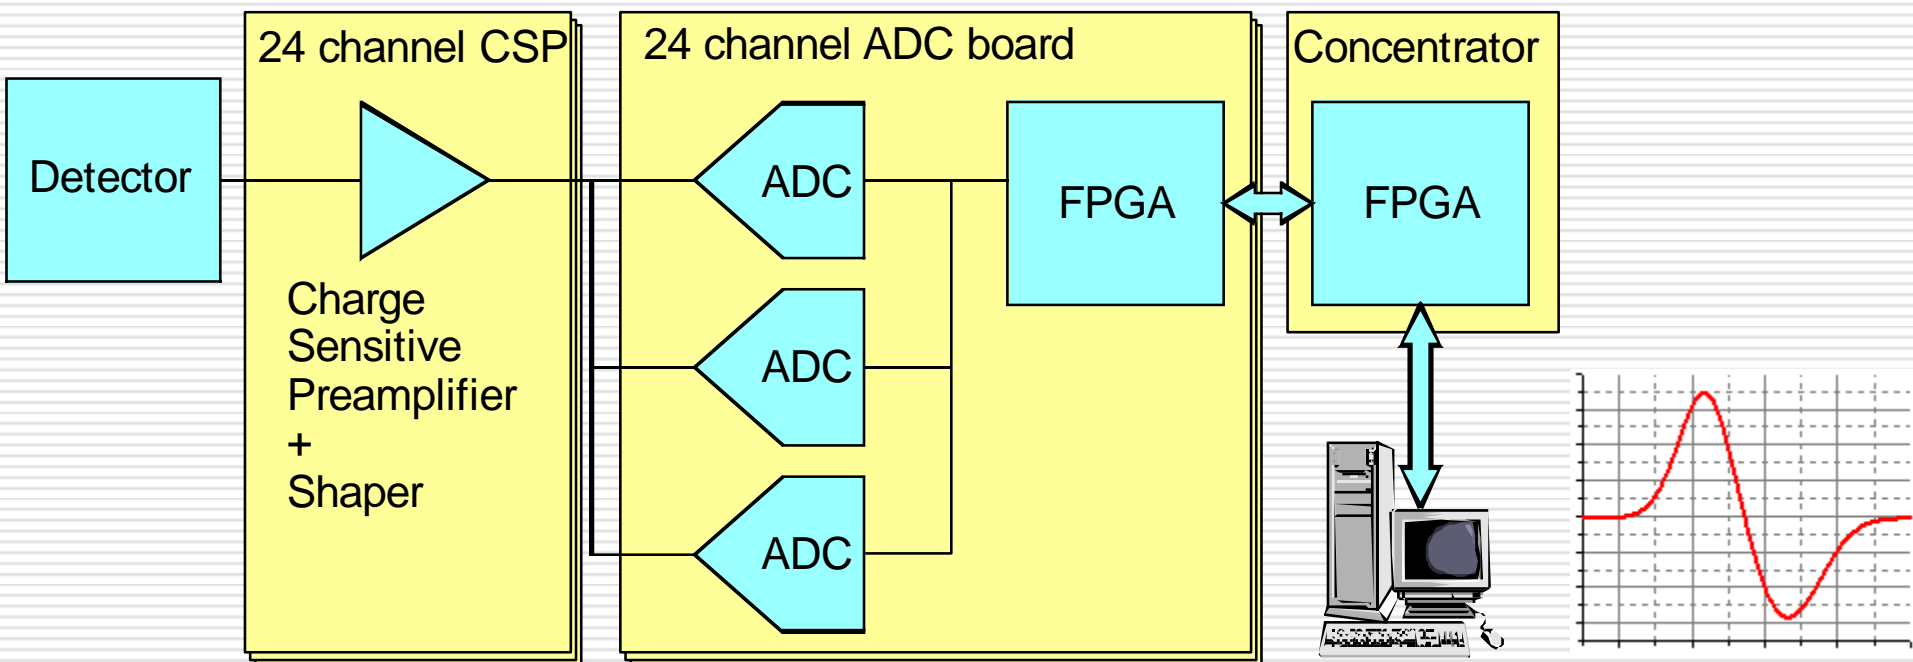 24 channel CSP
24 channel ADC board
Concentrator
Detector
ADC
FPGA
FPGA
Charge
Sensitive
Preamplifier
+
Shaper
ADC
ADC